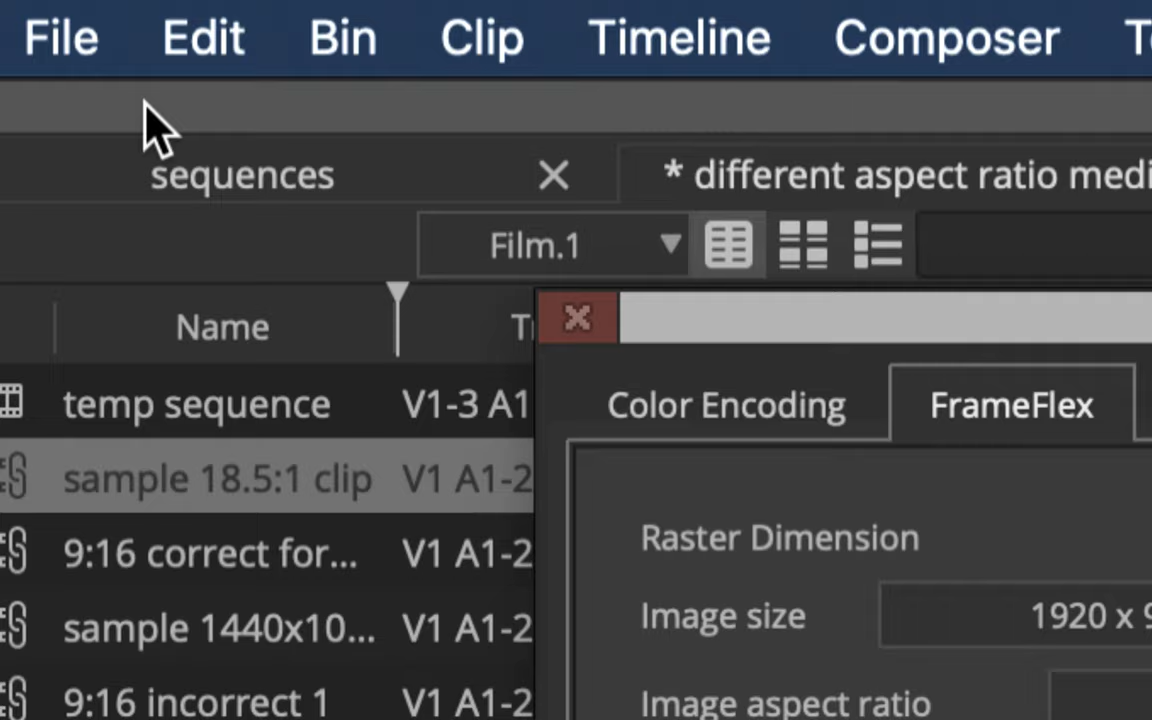 File Edit Bin Clip Timeline Composer
sequences * different aspect ratio
Film.1
Name
temp sequence V1-3 A1
Color Encoding FrameFlex
sample 18.5:1 clip V1 A1-2
Raster Dimension
9:16 correct for... V1 A1-2
Image size 1920 x
sample 1440x10... V1 A1-2
9:16 incorrect 1 V1 A1-2
Image aspect ratio